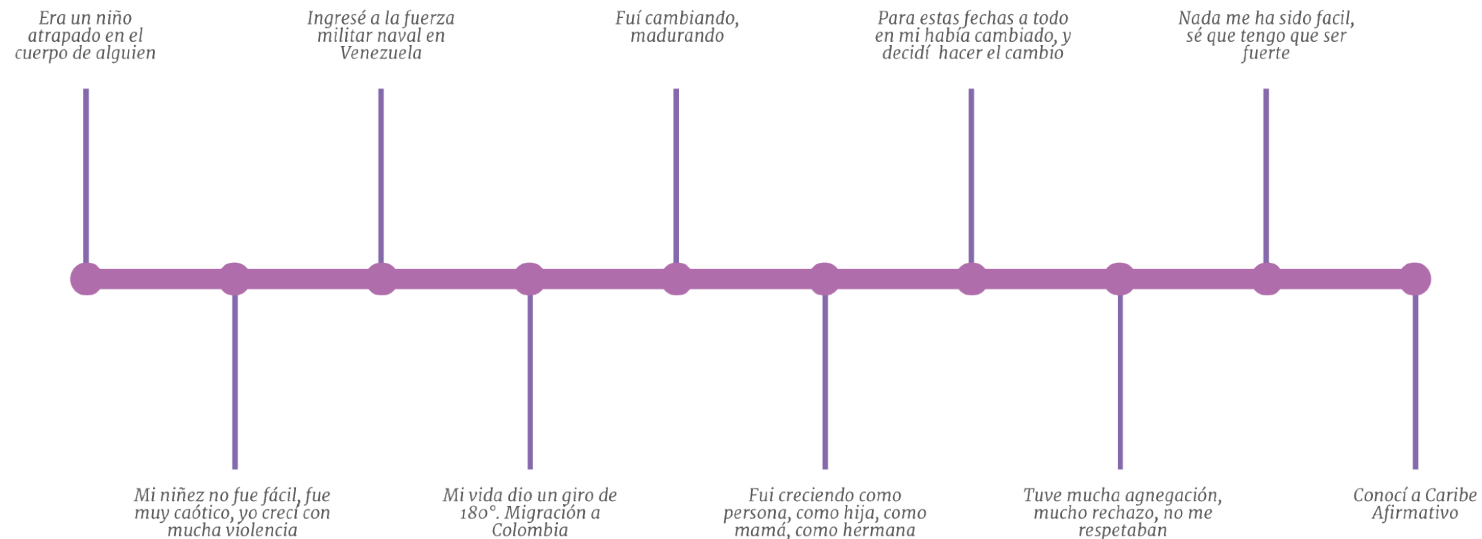 Era un niño
atrapado en el
cuerpo de alguien
Ingresé a la fuerza
militar naval en
Venezuela
Fuí cambiando,
madurando
Para estas fechas a todo
en mi había cambiado, y
decidí hacer el cambio
Nada me ha sido facil,
sé que tengo que ser
fuerte
Mi niñez no fue fácil, fue
muy caótico, yo crecí con
mucha violencia
Mi vida dio un giro de
180°. Migración a
Colombia
Fui creciendo como
persona, como hija, como
mamá, como hermana
Tuve mucha agnegación,
mucho rechazo, no me
respetaban
Conocí a Caribe
Afirmativo